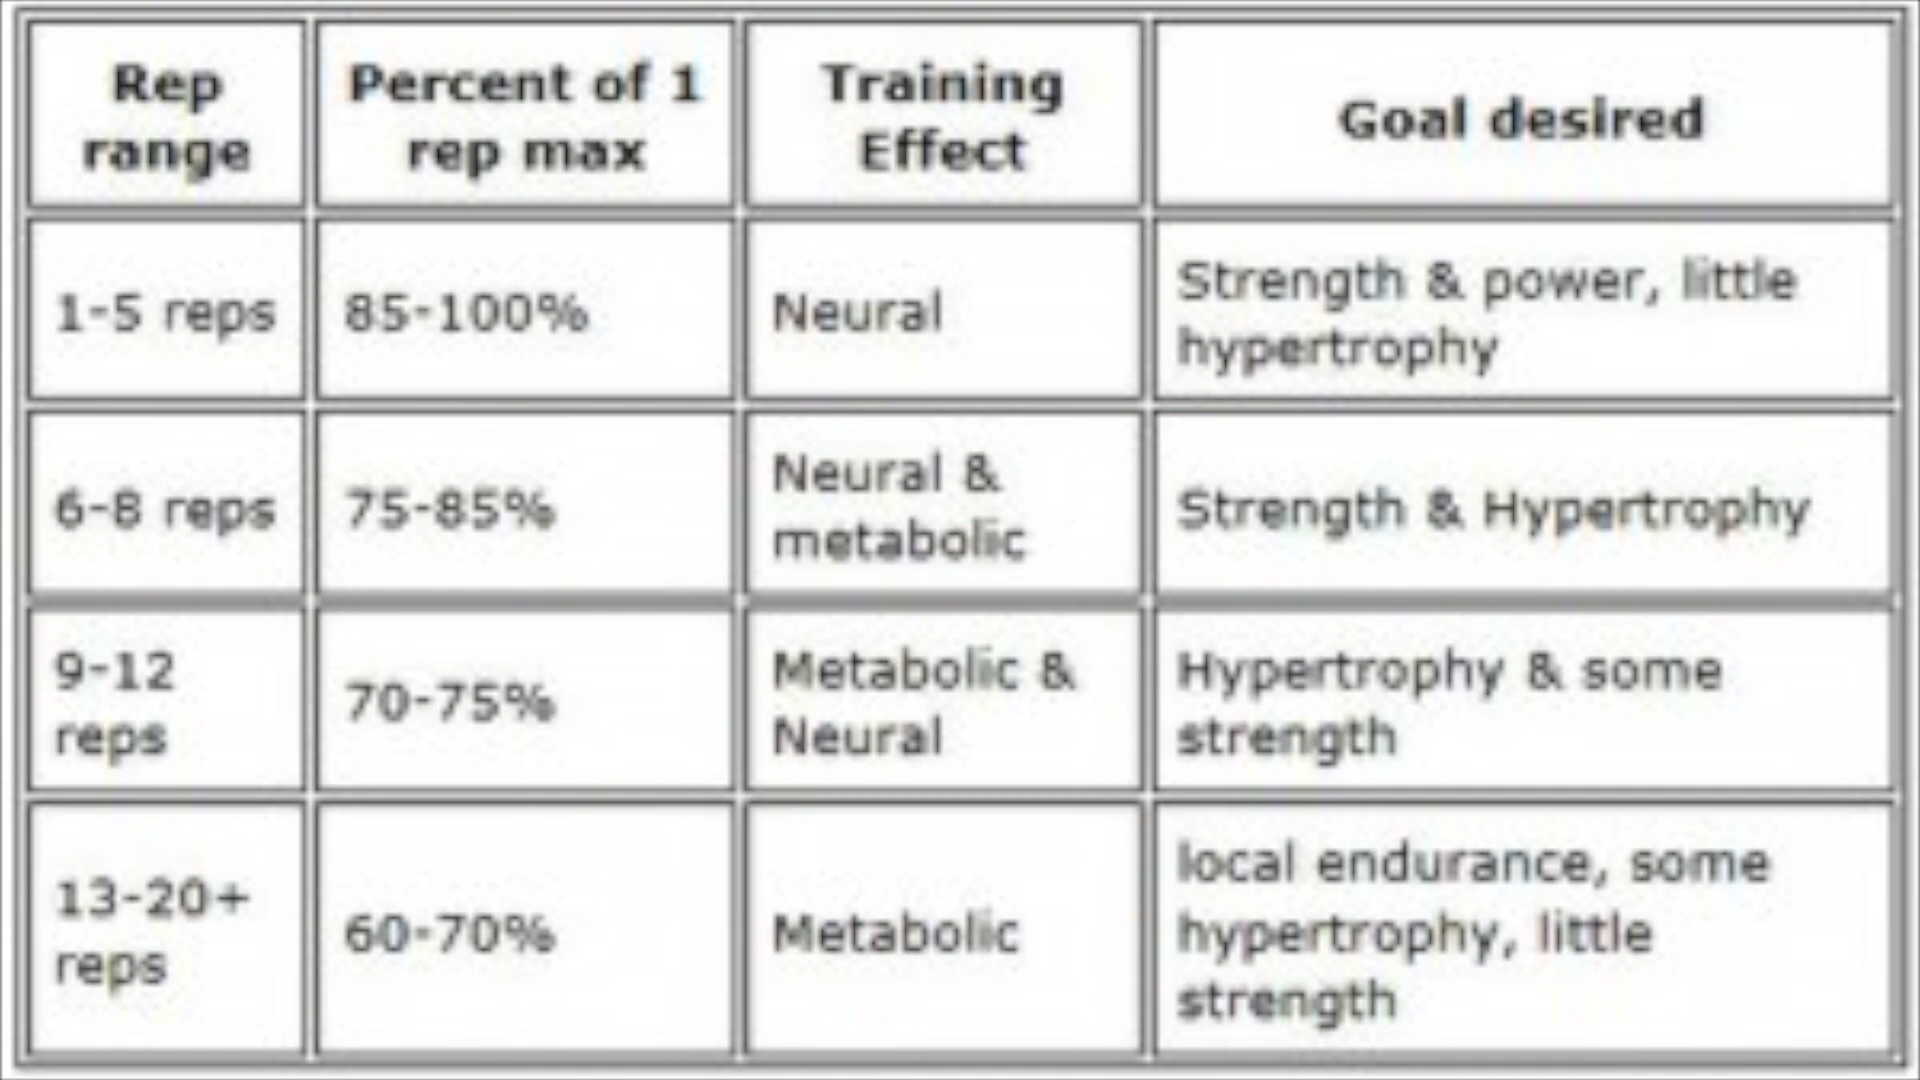 Rep
range
Percent of 1
rep max
Training
Effect
Goal desired
1-5 reps
85-100%
Neural
Strength & power, little
hypertrophy
6-8 reps
75-85%
Neural &
metabolic
Strength & Hypertrophy
9-12
reps
70-75%
Metabolic &
Neural
Hypertrophy & some
strength
13-20+
reps
60-70%
Metabolic
local endurance, some
hypertrophy, little
strength